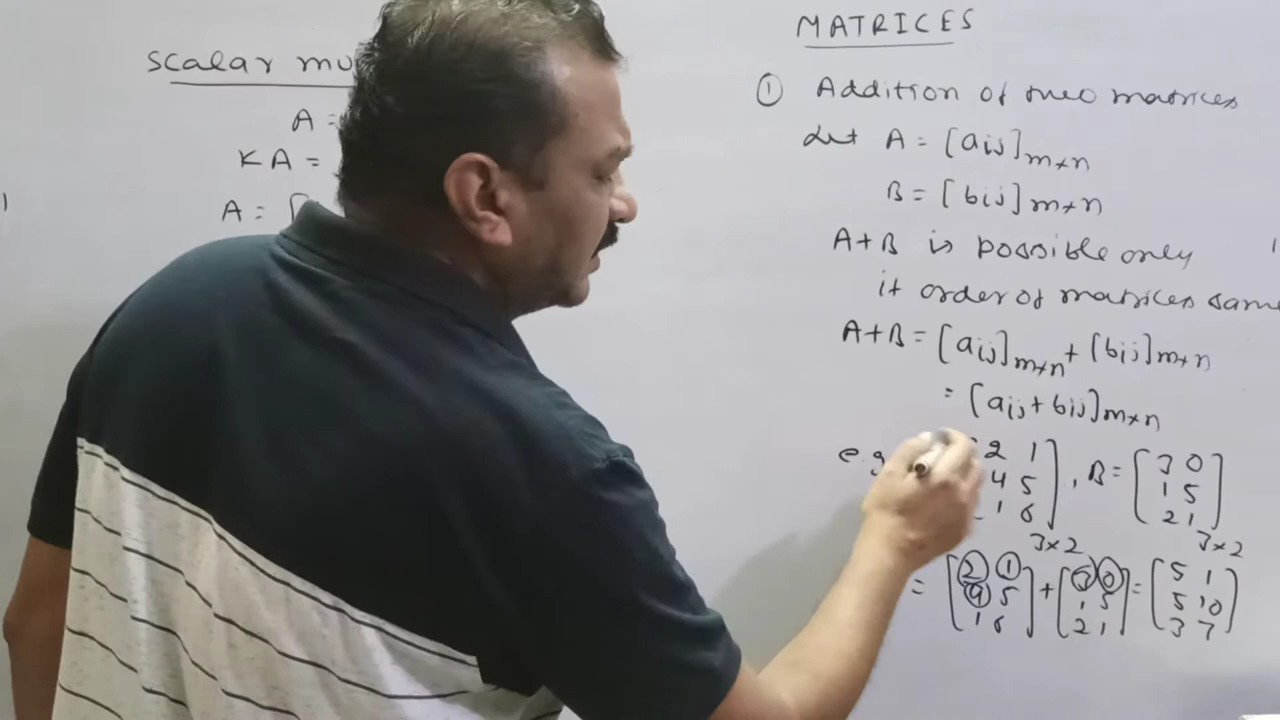 scalar mu
A =
KA =
A = [
MATRICES
① Addition of two matrices
Let A = [aij]m×n
B = [bij]m×n
A+B is possible only
if order of matrices same
A+B = [aij]m×n + [bij]m×n
= [aij + bij]m×n
e.g 2 1 , B = [3 0
4 5 1 5
1 6] 2 1]
3×2 3×2
= [2 1 + [3 0 = [5 1
4 5 1 5 5 10
1 6] 2 1] 3 7]